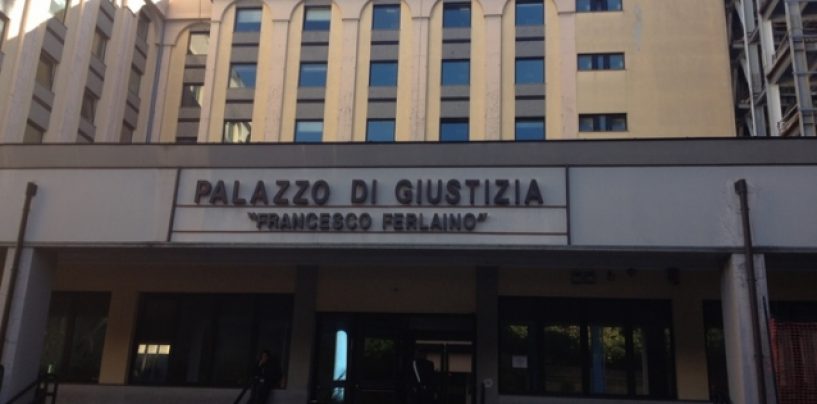 PALAZZO DI GIUSTIZIA
"FRANCESCO FERLAINO"